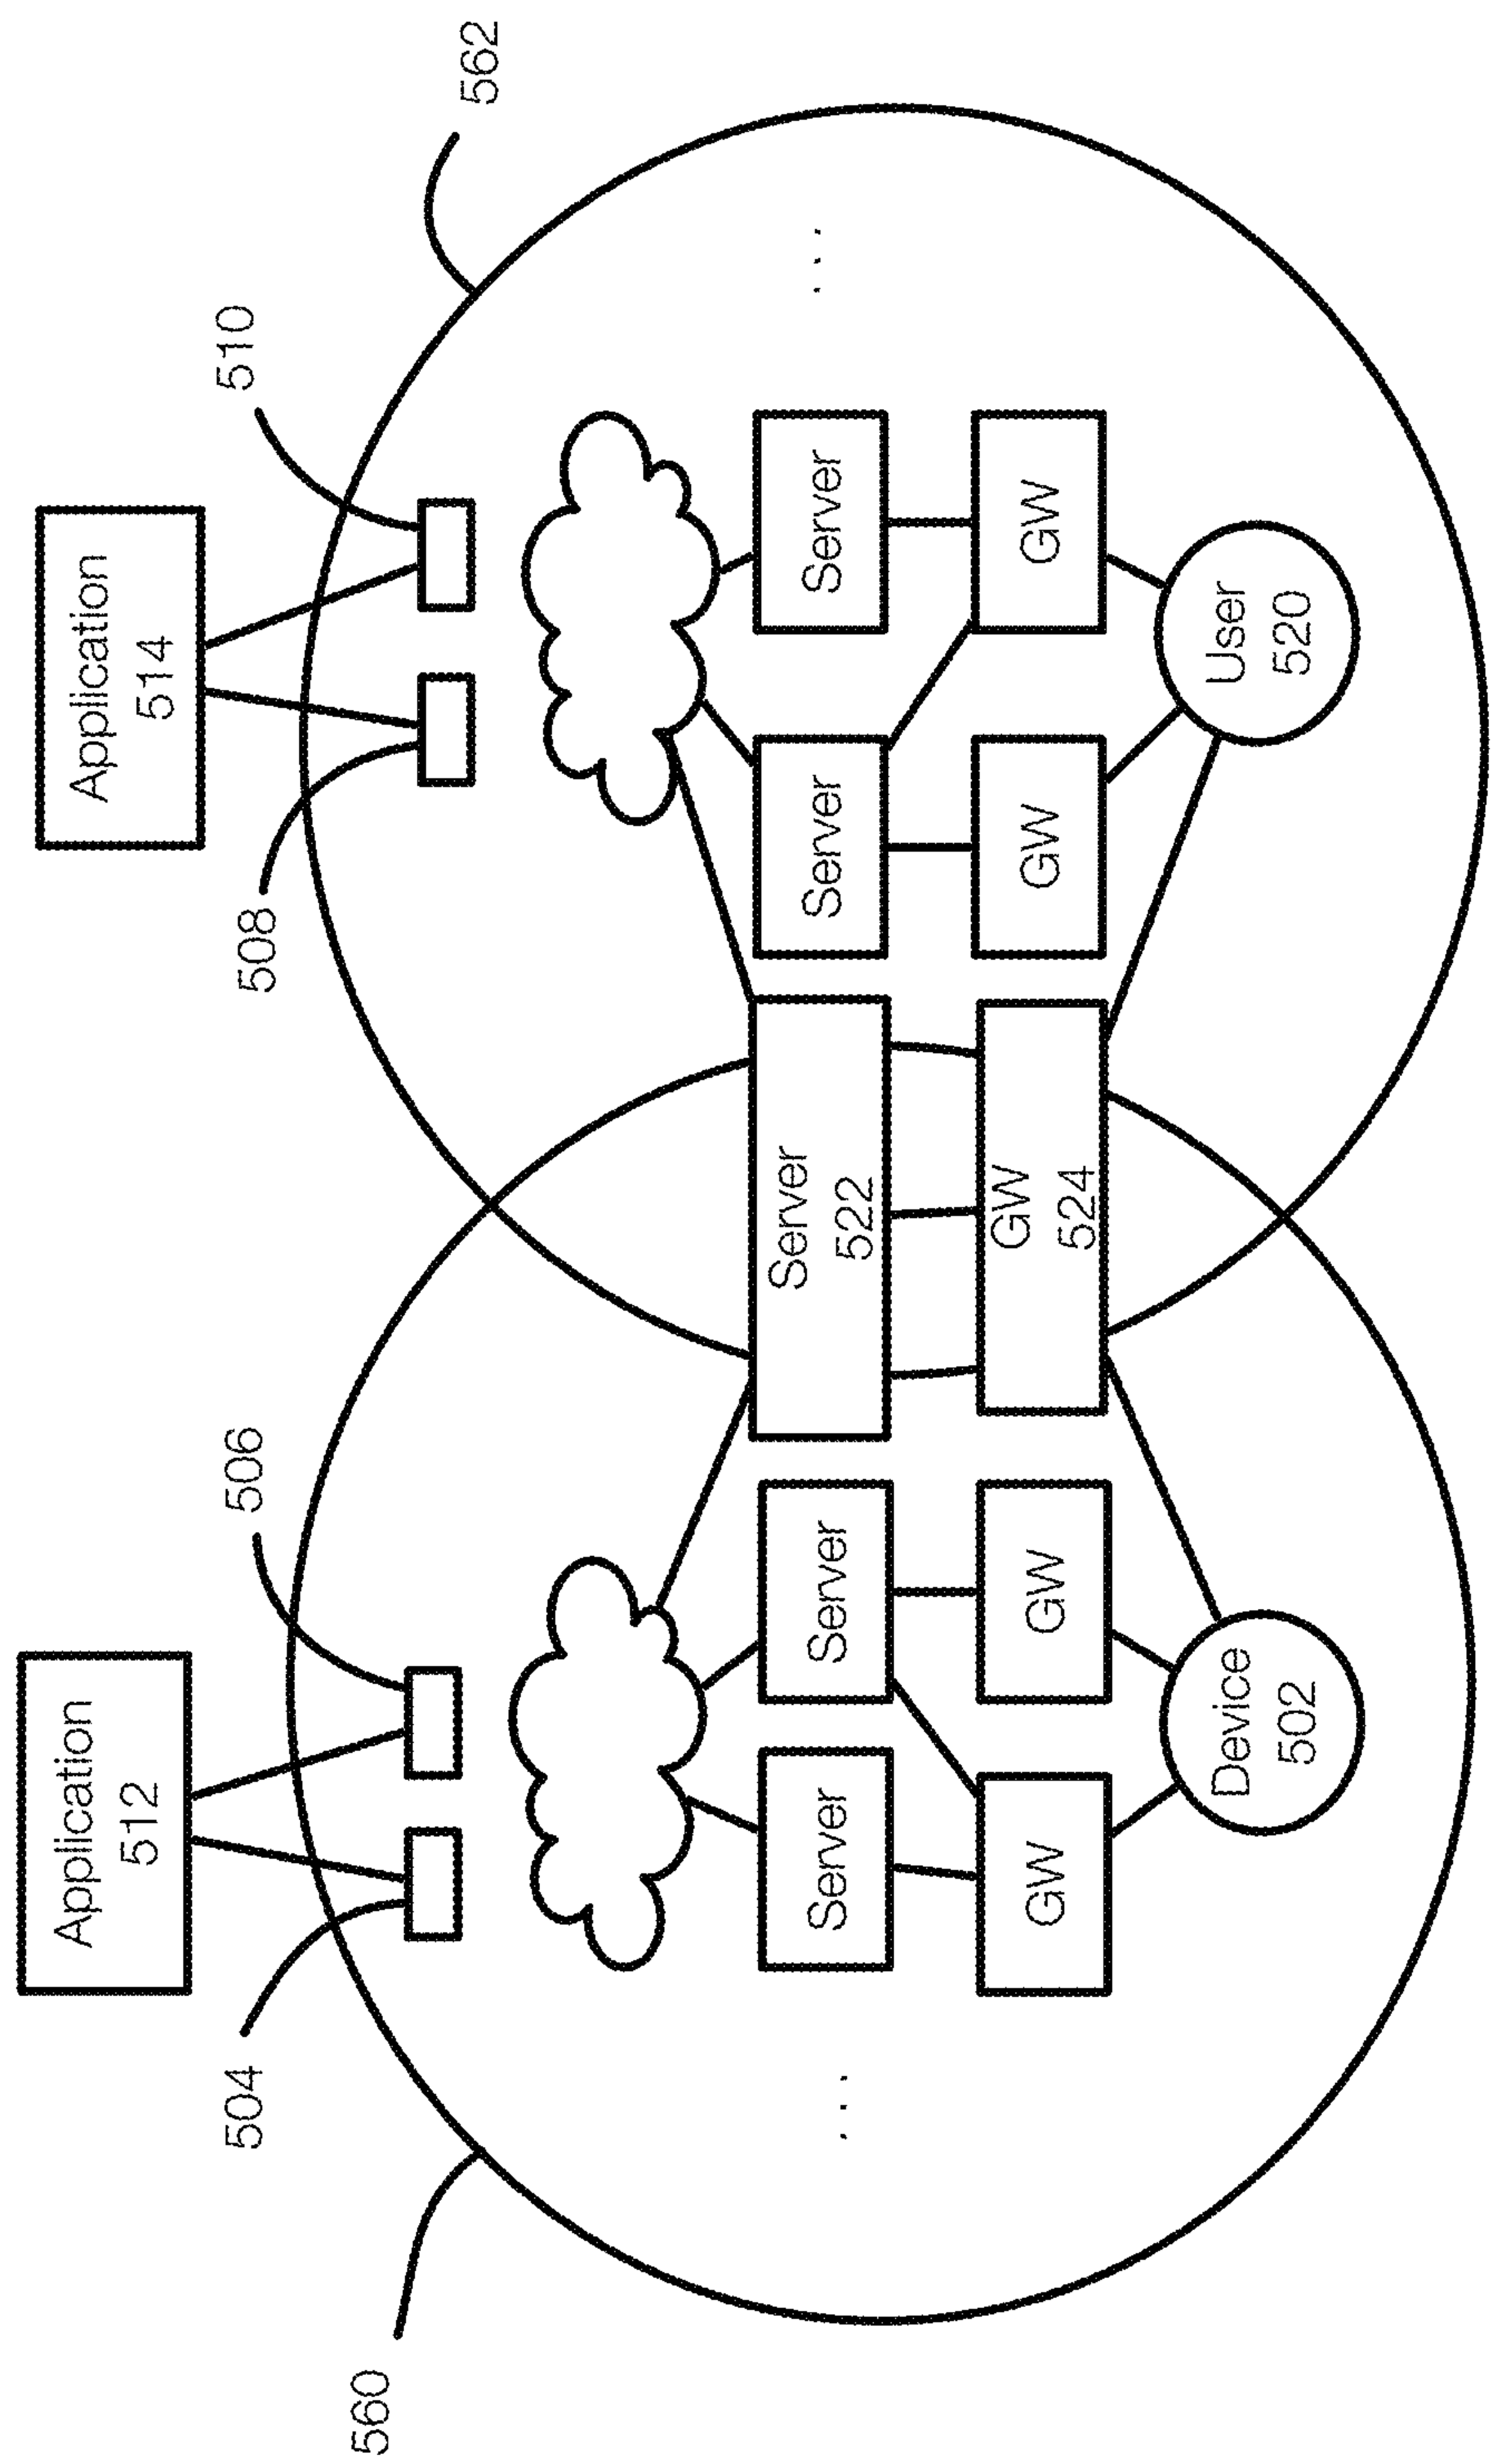 Application
512
Application
514
504
506
508
510
560
562
. . .
Server
Server
Server
522
Server
Server
. . .
GW
GW
GW
524
GW
GW
Device
502
User
520